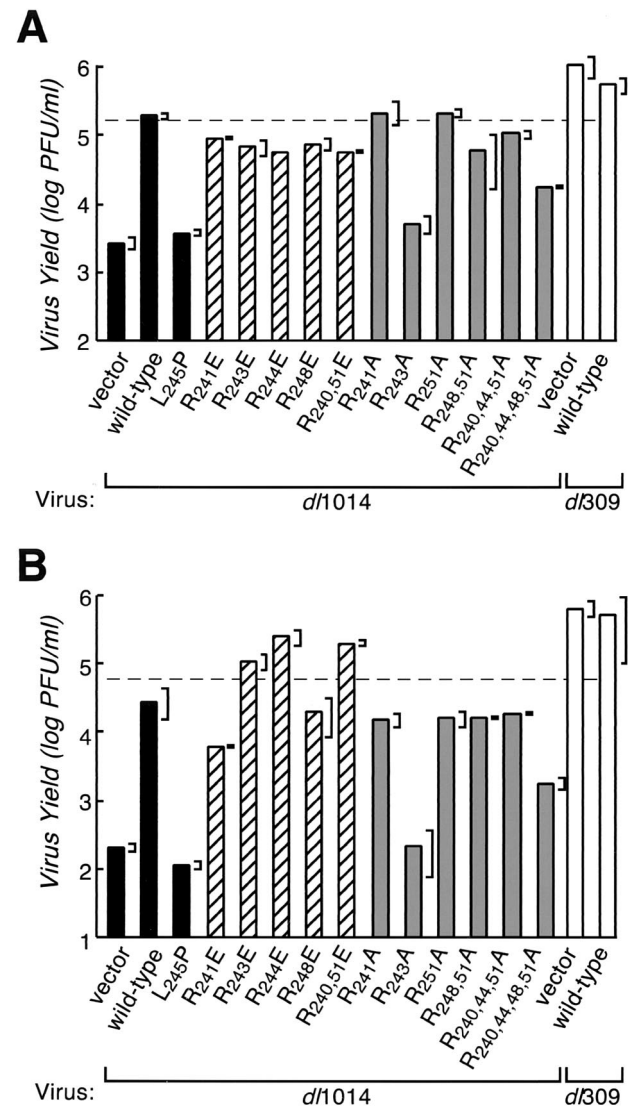 A
Virus Yield (log PFU/ml)
6
5
4
3
2
vector
wild-type
L245P
R241E
R243E
R244E
R248E
R240,51E
R241A
R243A
R251A
R248,51A
R240,44,51A
R240,44,48,51A
vector
wild-type
Virus: dl1014 dl309
B
Virus Yield (log PFU/ml)
6
5
4
3
2
1
vector
wild-type
L245P
R241E
R243E
R244E
R248E
R240,51E
R241A
R243A
R251A
R248,51A
R240,44,51A
R240,44,48,51A
vector
wild-type
Virus: dl1014 dl309